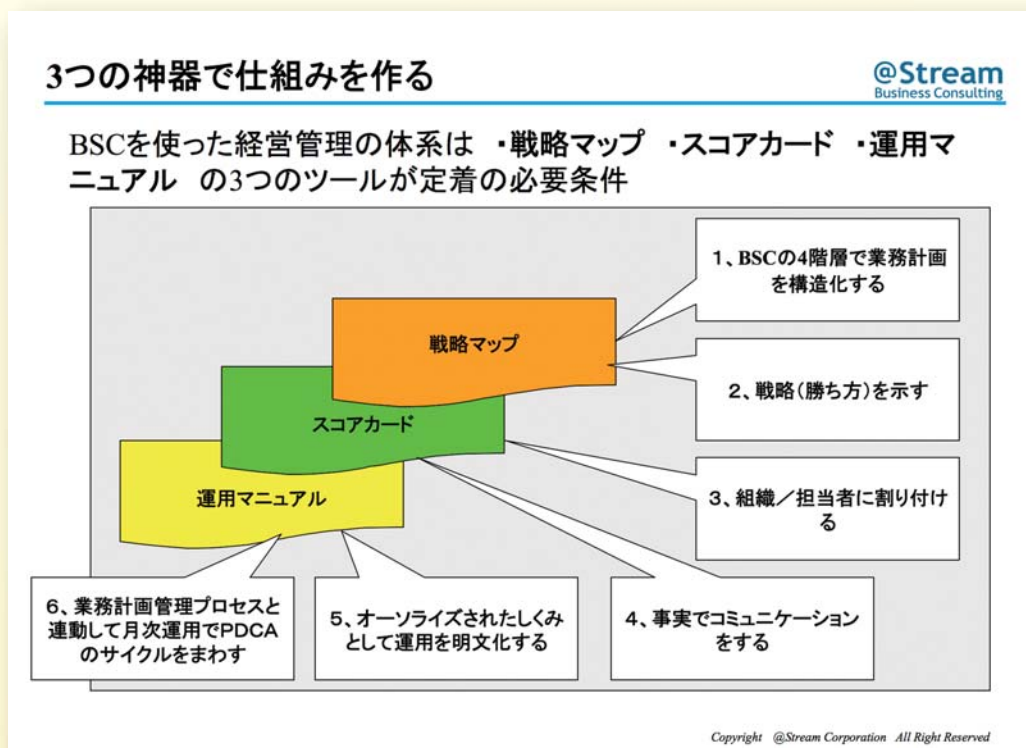 3つの神器で仕組みを作る
@Stream
Business Consulting
BSCを使った経営管理の体系は ・戦略マップ ・スコアカード ・運用マ
ニュアル の3つのツールが定着の必要条件
1、BSCの4階層で業務計画
を構造化する
戦略マップ
2、戦略(勝ち方)を示す
スコアカード
3、組織／担当者に割り付け
る
運用マニュアル
6、業務計画管理プロセスと
連動して月次運用でPDCA
のサイクルをまわす
5、オーソライズされたしくみ
として運用を明文化する
4、事実でコミュニケーション
をする
Copyright @Stream Corporation All Right Reserved